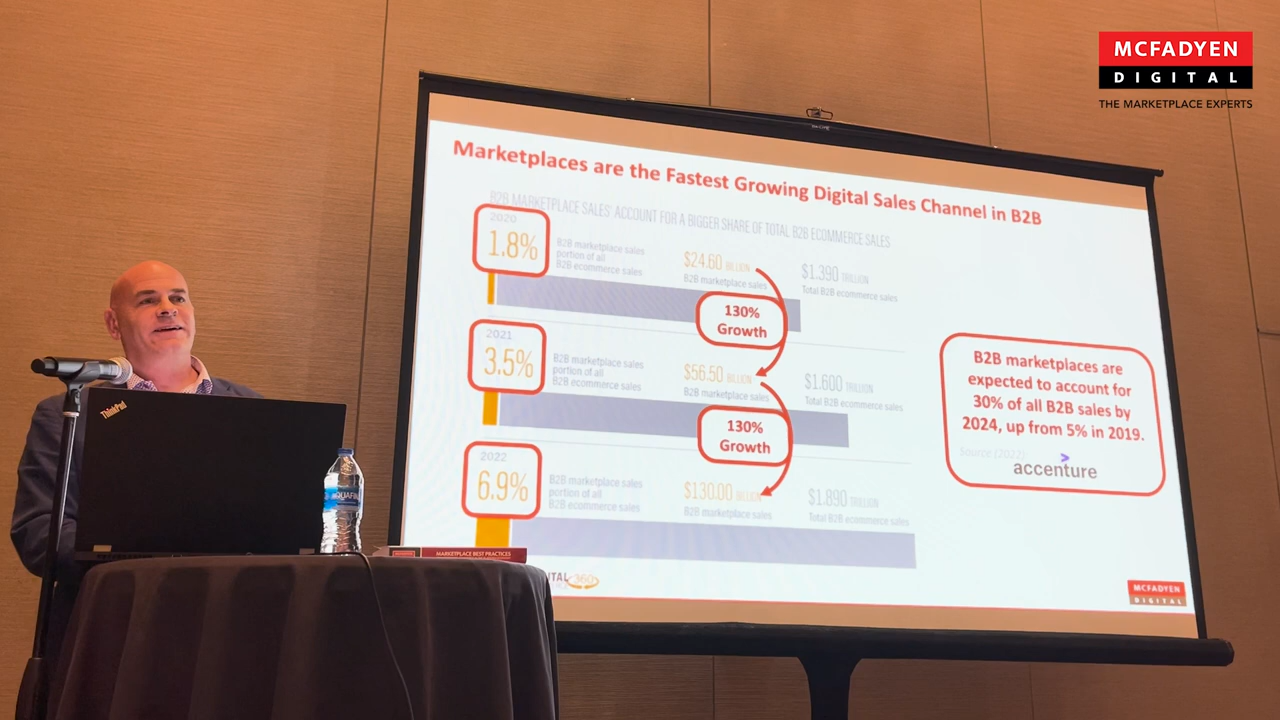 MCFADYEN
DIGITAL
THE MARKETPLACE EXPERTS
Marketplaces are the Fastest Growing Digital Sales Channel in B2B
B2B MARKETPLACE SALES' ACCOUNT FOR A BIGGER SHARE OF TOTAL B2B ECOMMERCE SALES
2020
1.8%
B2B marketplace sales
portion of all
B2B ecommerce sales
$24.60 BILLION
B2B marketplace sales
$1.390 TRILLION
Total B2B ecommerce sales
130%
Growth
2021
3.5%
B2B marketplace sales
portion of all
B2B ecommerce sales
$56.50 BILLION
B2B marketplace sales
$1.600 TRILLION
Total B2B ecommerce sales
130%
Growth
2022
6.9%
B2B marketplace sales
portion of all
B2B ecommerce sales
$130.00 BILLION
B2B marketplace sales
$1.890 TRILLION
Total B2B ecommerce sales
B2B marketplaces are
expected to account for
30% of all B2B sales by
2024, up from 5% in 2019.
Source (2022):
accenture
ITAL
360
MCFADYEN
DIGITAL
ThinkPad
AQUAFINA
MARKETPLACE BEST PRACTICES